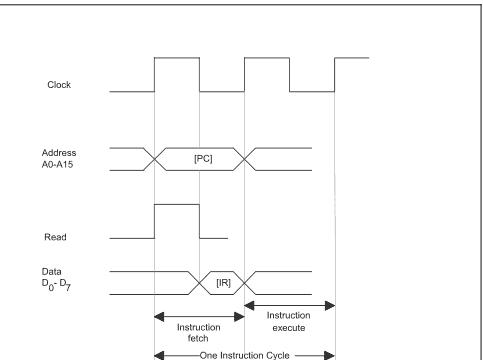 Clock
Address
A0-A15
[PC]
Read
Data
D0- D7
[IR]
Instruction
fetch
Instruction
execute
One Instruction Cycle